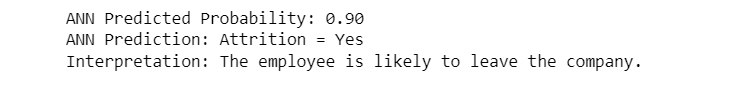 ANN Predicted Probability: 0.90
ANN Prediction: Attrition = Yes
Interpretation: The employee is likely to leave the company.